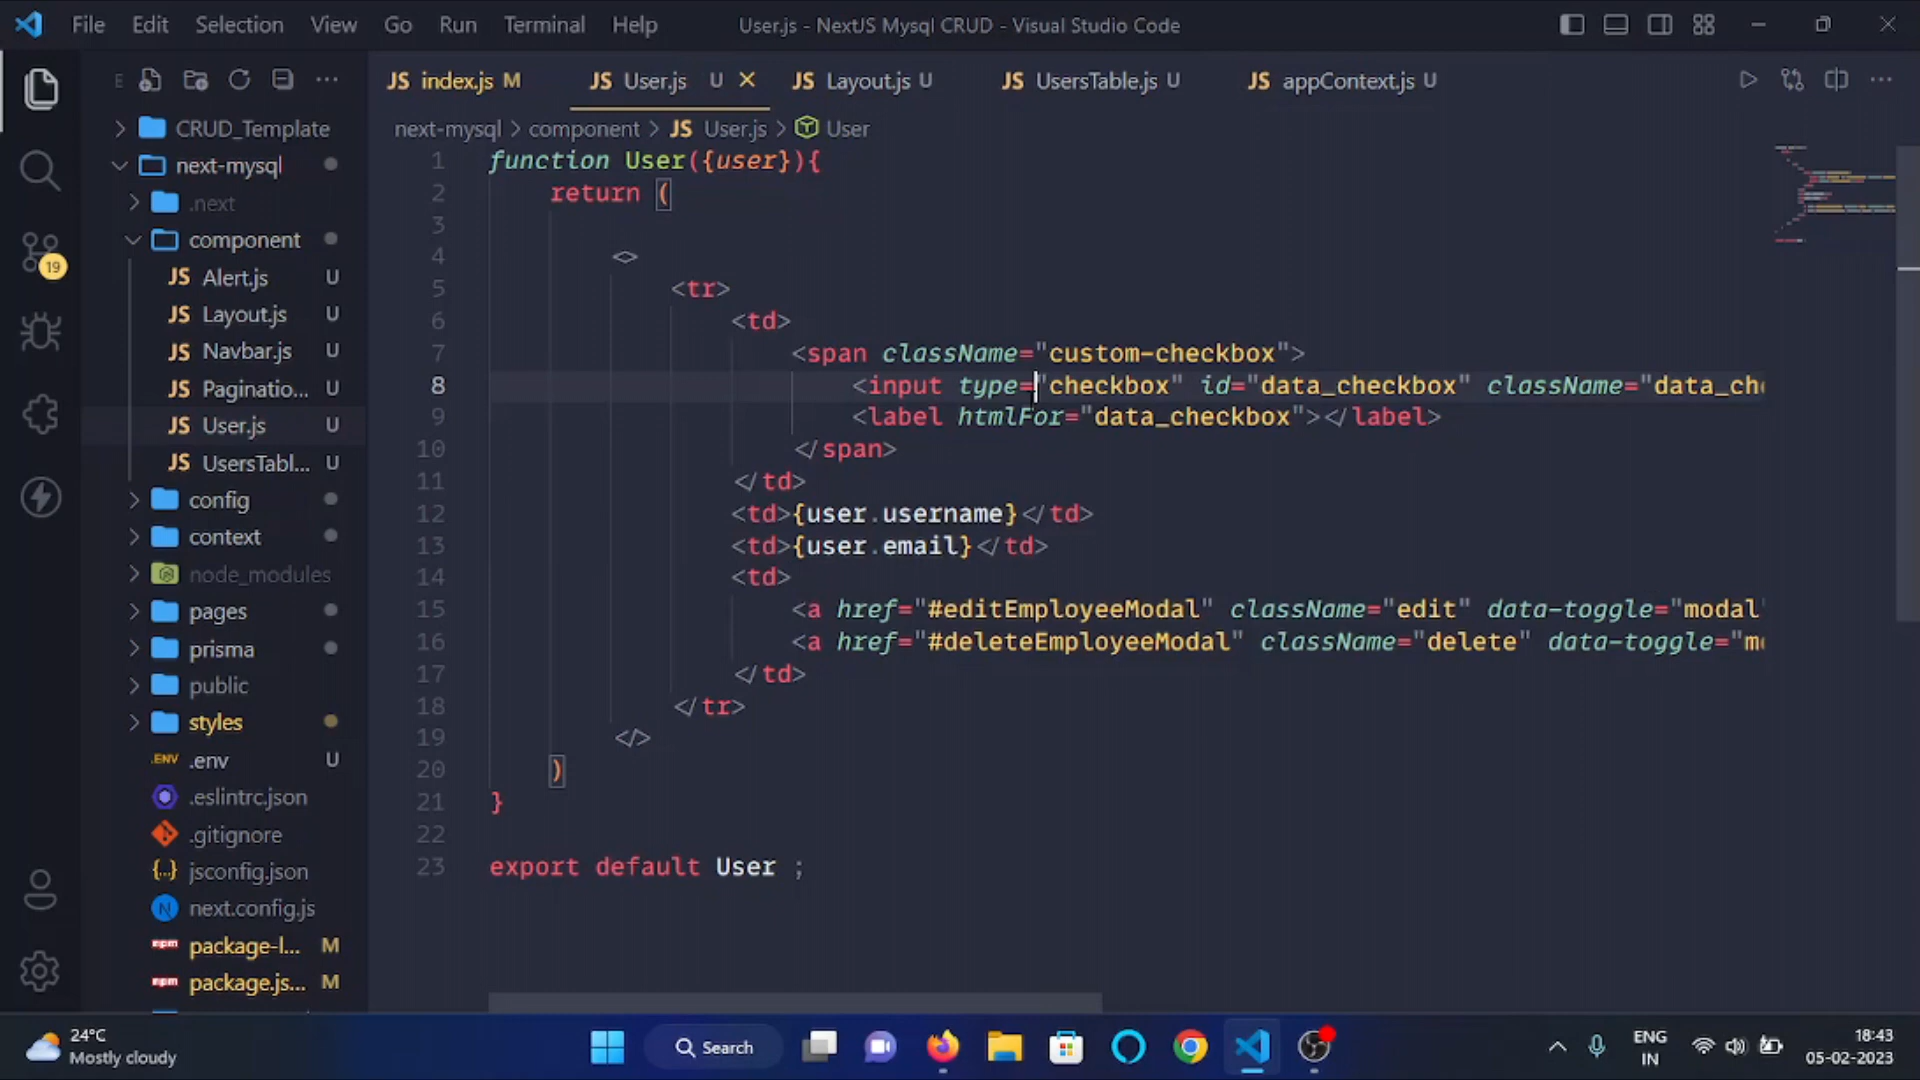 File Edit Selection View Go Run Terminal Help User.js - NextJS Mysql CRUD - Visual Studio Code
E
JS index.js M JS User.js U JS Layout.js U JS UsersTable.js U JS appContext.js U
next-mysql > component > JS User.js > User
CRUD_Template
next-mysql
.next
component
JS Alert.js U
JS Layout.js U
JS Navbar.js U
JS Paginatio... U
JS User.js U
JS UsersTabl... U
config
context
node_modules
pages
prisma
public
styles
.ENV .env U
.eslintrc.json
.gitignore
{..} jsconfig.json
N next.config.js
npm package-l... M
npm package.js... M
19
1 function User({user}){
2 return (
3
4 <>
5 <tr>
6 <td>
7 <span className="custom-checkbox">
8 <input type="checkbox" id="data_checkbox" className="data_che
9 <label htmlFor="data_checkbox"></label>
10 </span>
11 </td>
12 <td>{user.username}</td>
13 <td>{user.email}</td>
14 <td>
15 <a href="#editEmployeeModal" className="edit" data-toggle="modal"
16 <a href="#deleteEmployeeModal" className="delete" data-toggle="mo
17 </td>
18 </tr>
19 </>
20 )
21 }
22
23 export default User ;
24°C
Mostly cloudy
Search
ENG
IN
18:43
05-02-2023